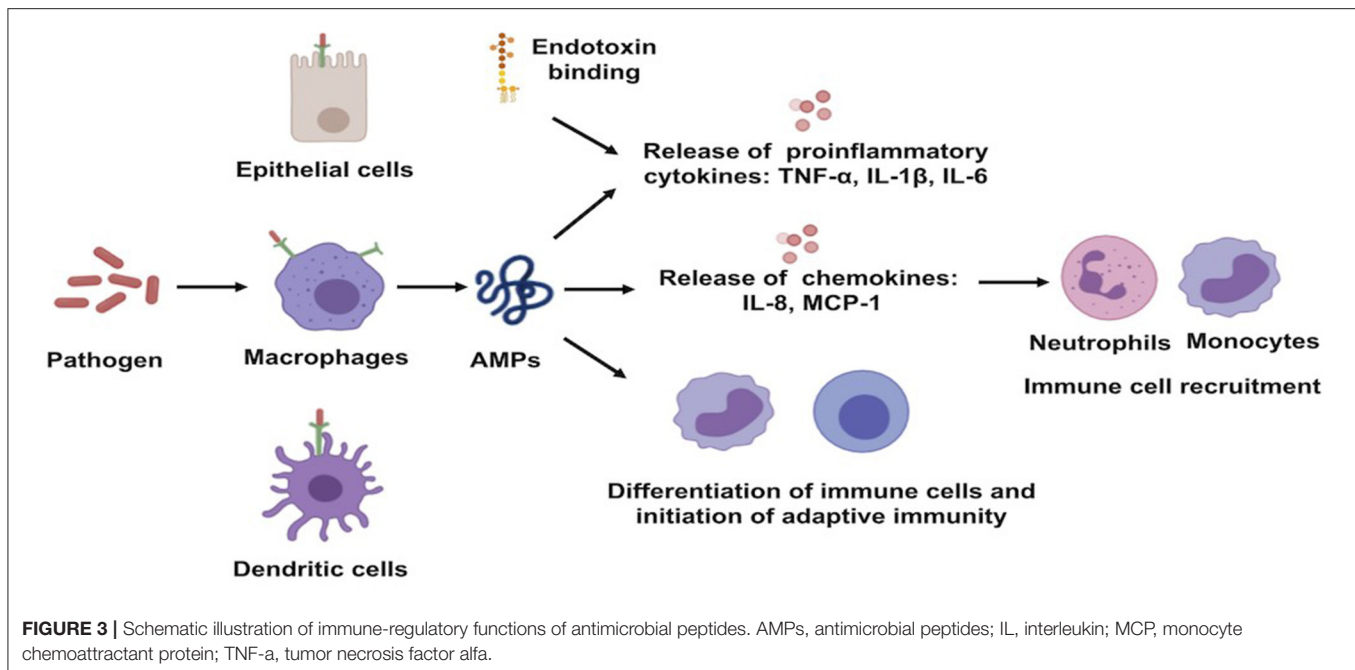 Endotoxin
binding
Epithelial cells
Release of proinflammatory
cytokines: TNF-α, IL-1β, IL-6
Pathogen
Macrophages
AMPs
Release of chemokines:
IL-8, MCP-1
Neutrophils
Monocytes
Immune cell recruitment
Dendritic cells
Differentiation of immune cells and
initiation of adaptive immunity
FIGURE 3 | Schematic illustration of immune-regulatory functions of antimicrobial peptides. AMPs, antimicrobial peptides; IL, interleukin; MCP, monocyte
chemoattractant protein; TNF-a, tumor necrosis factor alfa.